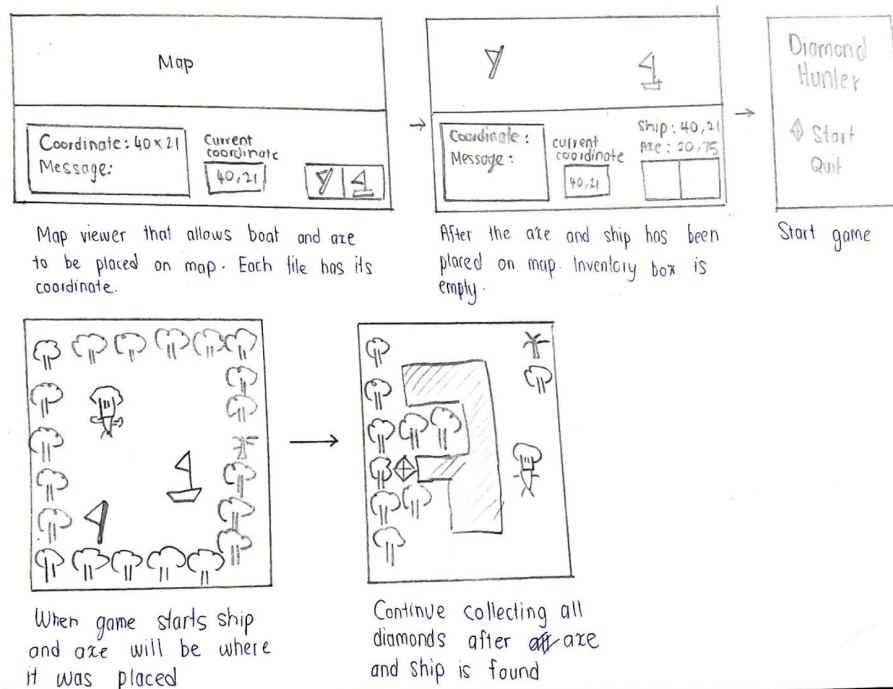 Map
Coordinate: 40 x 21
Message:
Current
coordinate
40,21
Map viewer that allows boat and axe
to be placed on map. Each tile has its
coordinate.
Coordinate:
Message:
current
coordinate
40,21
Ship: 40,21
Axe: 20,75
After the axe and ship has been
placed on map. Inventory box is
empty.
Diamond
Hunter
Start
Quit
Start game
When game starts ship
and axe will be where
it was placed
Continue collecting all
diamonds after axe
and ship is found